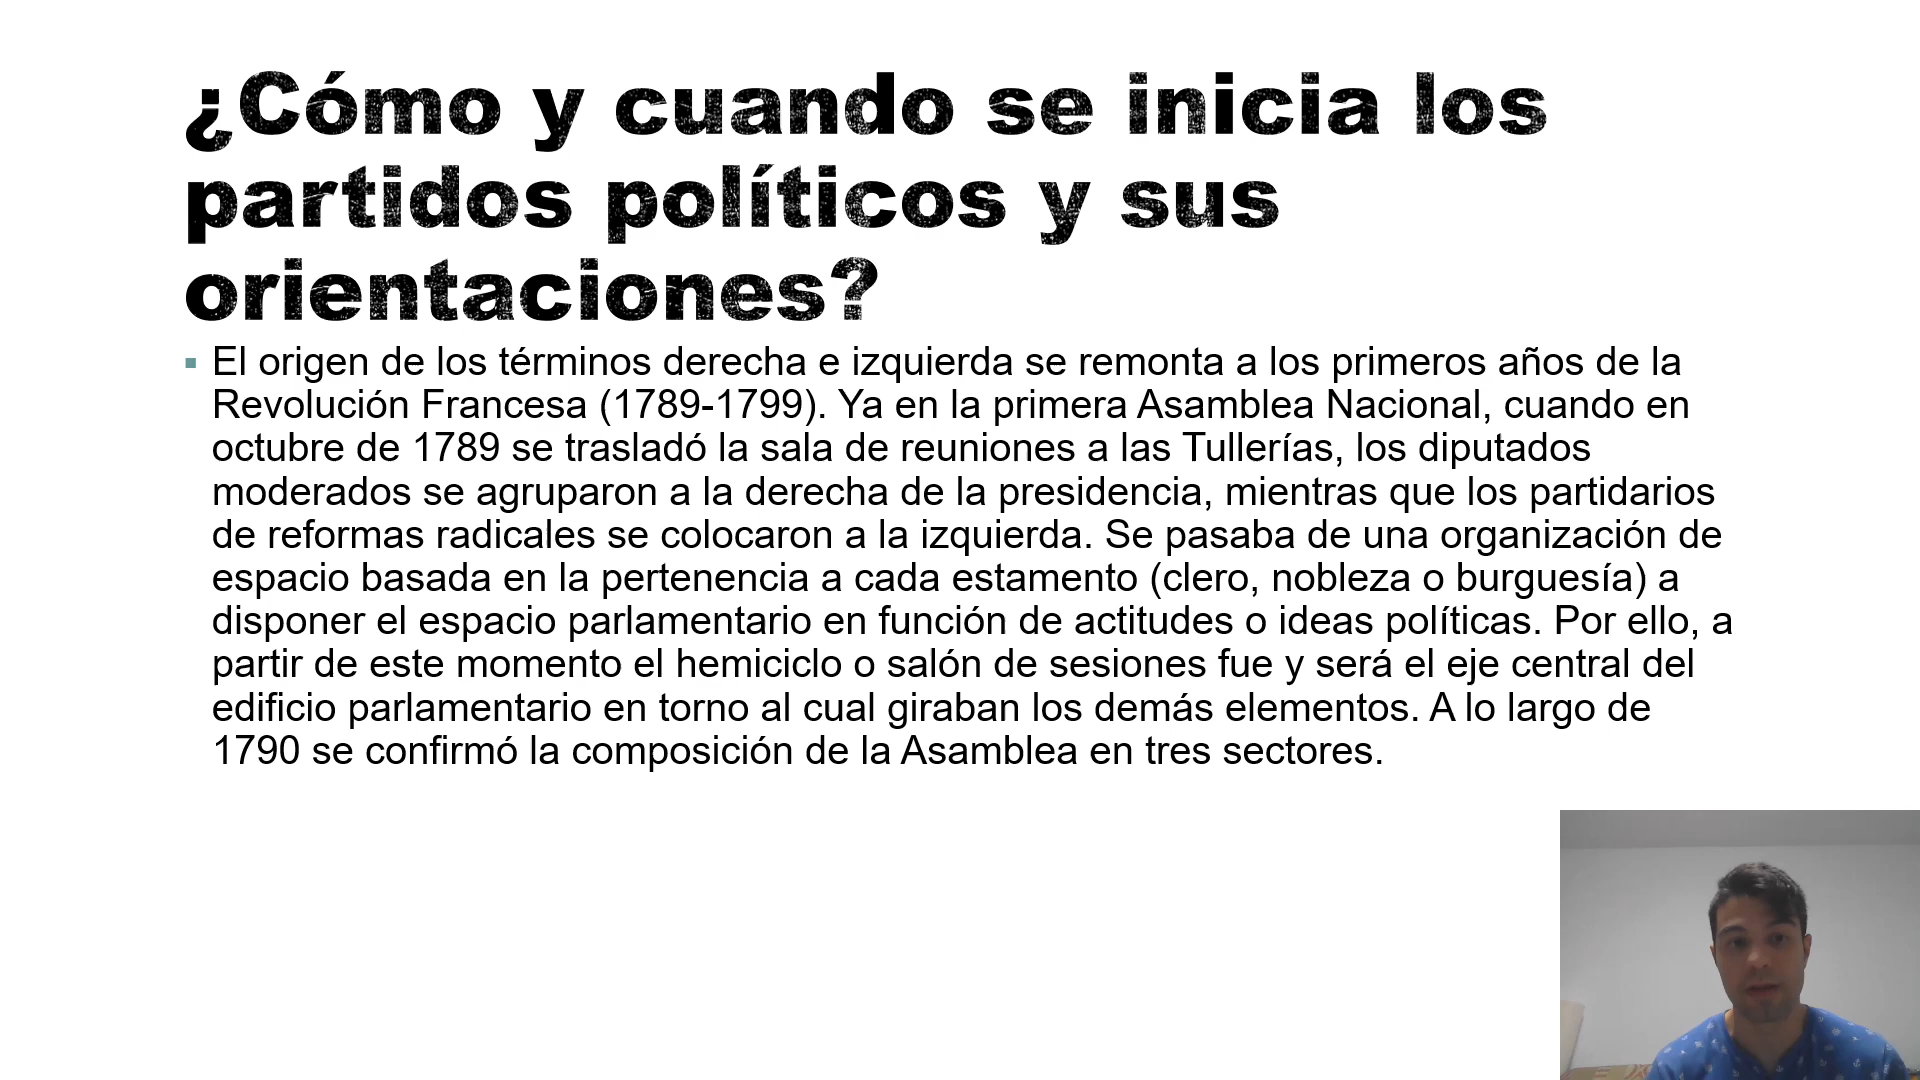 ¿Cómo y cuando se inicia los
partidos políticos y sus
orientaciones?
▪ El origen de los términos derecha e izquierda se remonta a los primeros años de la
Revolución Francesa (1789-1799). Ya en la primera Asamblea Nacional, cuando en
octubre de 1789 se trasladó la sala de reuniones a las Tullerías, los diputados
moderados se agruparon a la derecha de la presidencia, mientras que los partidarios
de reformas radicales se colocaron a la izquierda. Se pasaba de una organización de
espacio basada en la pertenencia a cada estamento (clero, nobleza o burguesía) a
disponer el espacio parlamentario en función de actitudes o ideas políticas. Por ello, a
partir de este momento el hemiciclo o salón de sesiones fue y será el eje central del
edificio parlamentario en torno al cual giraban los demás elementos. A lo largo de
1790 se confirmó la composición de la Asamblea en tres sectores.